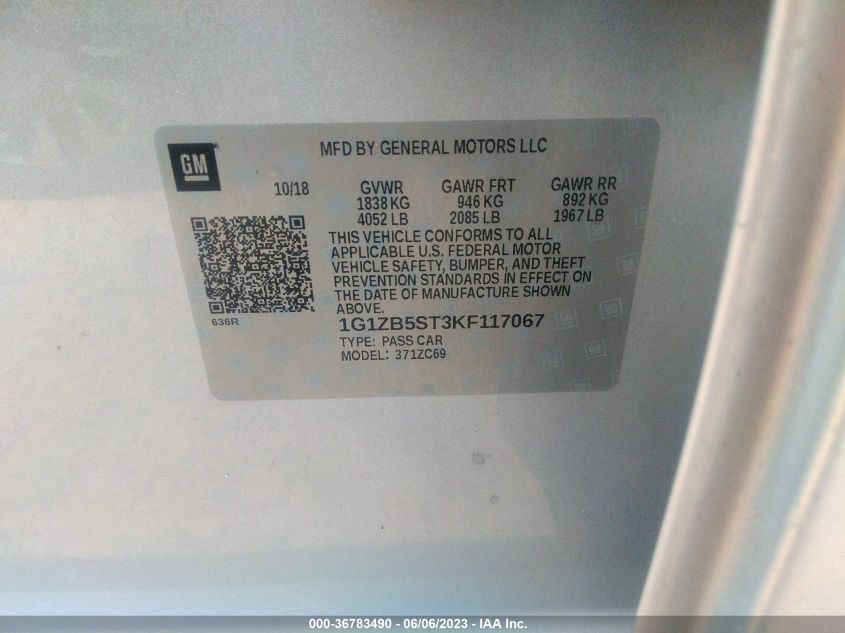 GM
MFD BY GENERAL MOTORS LLC
10/18 GVWR GAWR FRT GAWR RR
1838 KG 946 KG 892 KG
4052 LB 2085 LB 1967 LB
THIS VEHICLE CONFORMS TO ALL
APPLICABLE U.S. FEDERAL MOTOR
VEHICLE SAFETY, BUMPER, AND THEFT
PREVENTION STANDARDS IN EFFECT ON
THE DATE OF MANUFACTURE SHOWN
ABOVE.
636R
1G1ZB5ST3KF117067
TYPE: PASS CAR
MODEL: 371ZC69
000-36783490 - 06/06/2023 - IAA Inc.